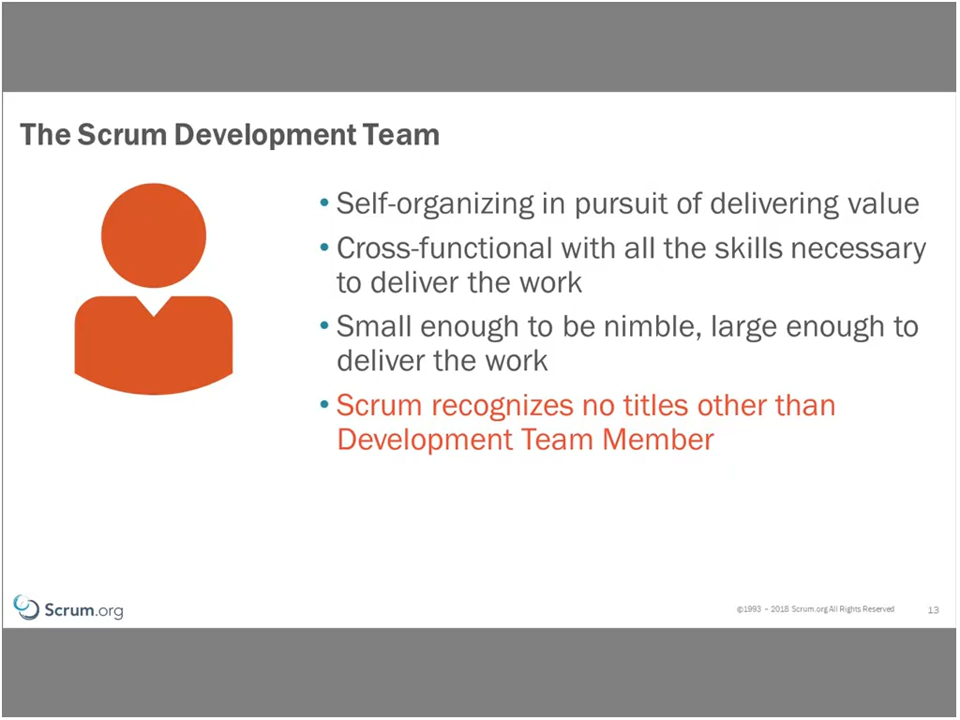 The Scrum Development Team
• Self-organizing in pursuit of delivering value
• Cross-functional with all the skills necessary
to deliver the work
• Small enough to be nimble, large enough to
deliver the work
• Scrum recognizes no titles other than
Development Team Member
Scrum.org
©1993 – 2018 Scrum.org All Rights Reserved
13